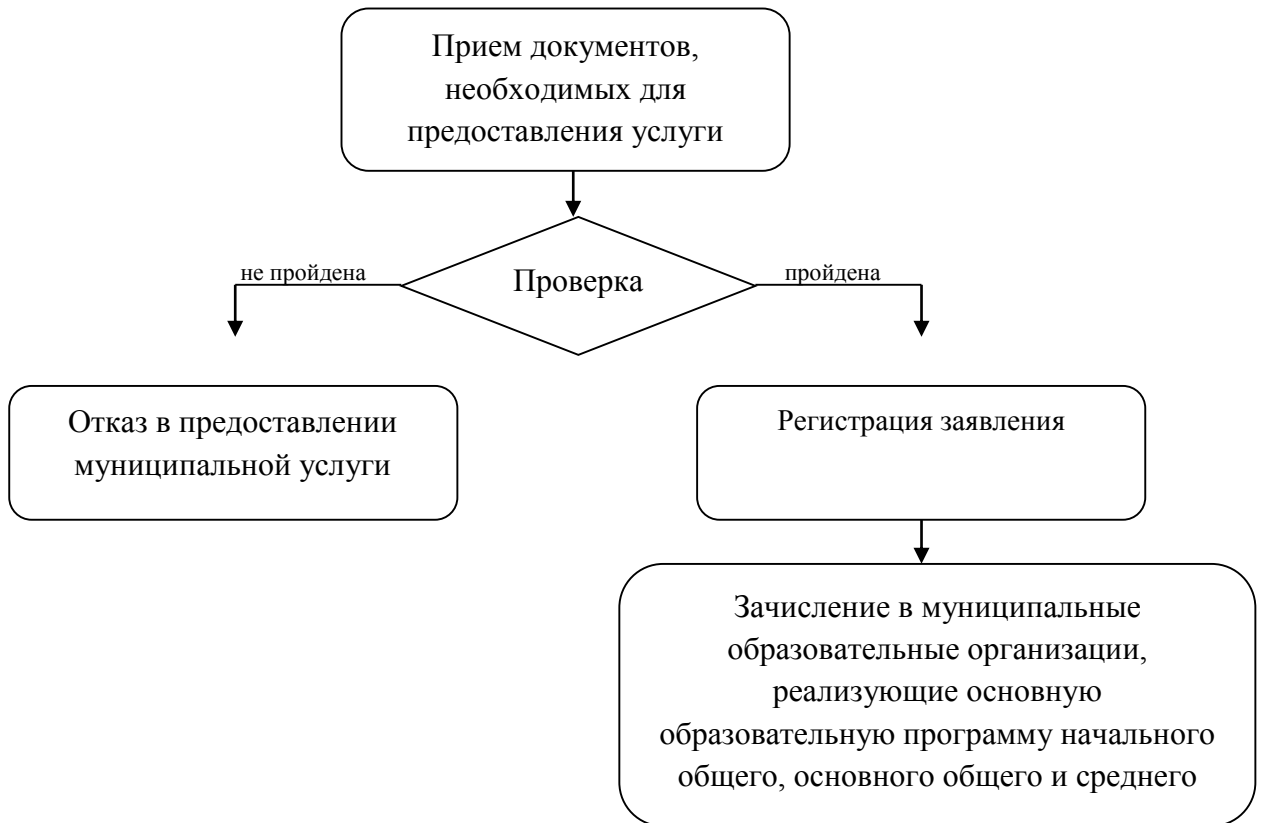 Прием документов,
необходимых для
предоставления услуги
не пройдена
Проверка
пройдена
Отказ в предоставлении
муниципальной услуги
Регистрация заявления
Зачисление в муниципальные
образовательные организации,
реализующие основную
образовательную программу начального
общего, основного общего и среднего